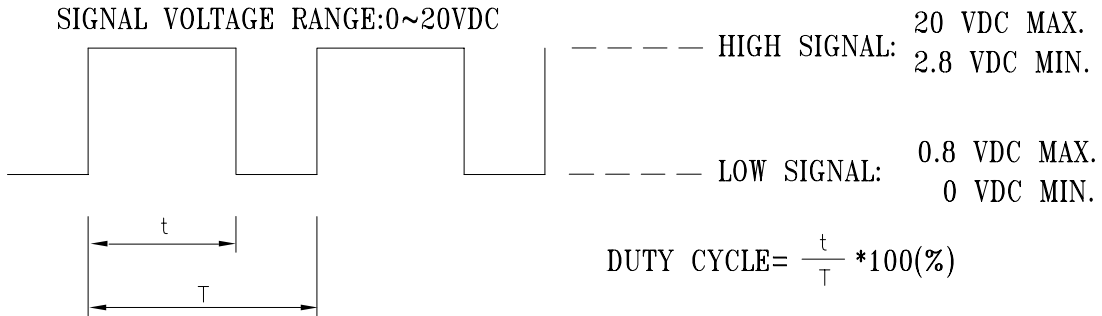 SIGNAL VOLTAGE RANGE:0~20VDC
HIGH SIGNAL: 20 VDC MAX.
2.8 VDC MIN.
LOW SIGNAL: 0.8 VDC MAX.
0 VDC MIN.
t
T
DUTY CYCLE= t/T *100(%)